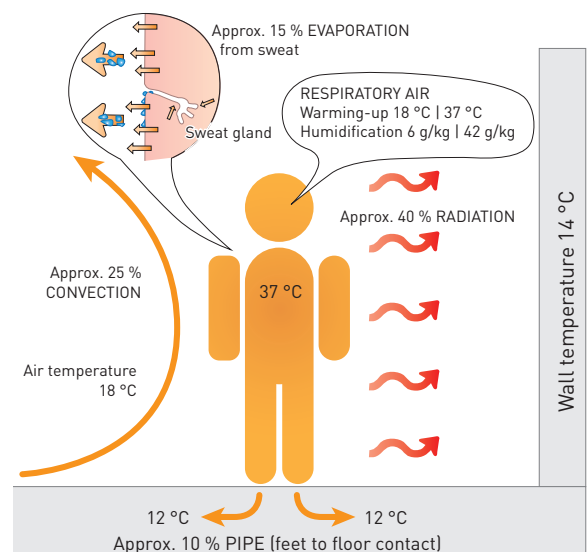 Approx. 15 % EVAPORATION
from sweat
Sweat gland
RESPIRATORY AIR
Warming-up 18 °C | 37 °C
Humidification 6 g/kg | 42 g/kg
Approx. 40 % RADIATION
Approx. 25 %
CONVECTION
37 °C
Air temperature
18 °C
Wall temperature 14 °C
12 °C
12 °C
Approx. 10 % PIPE (feet to floor contact)